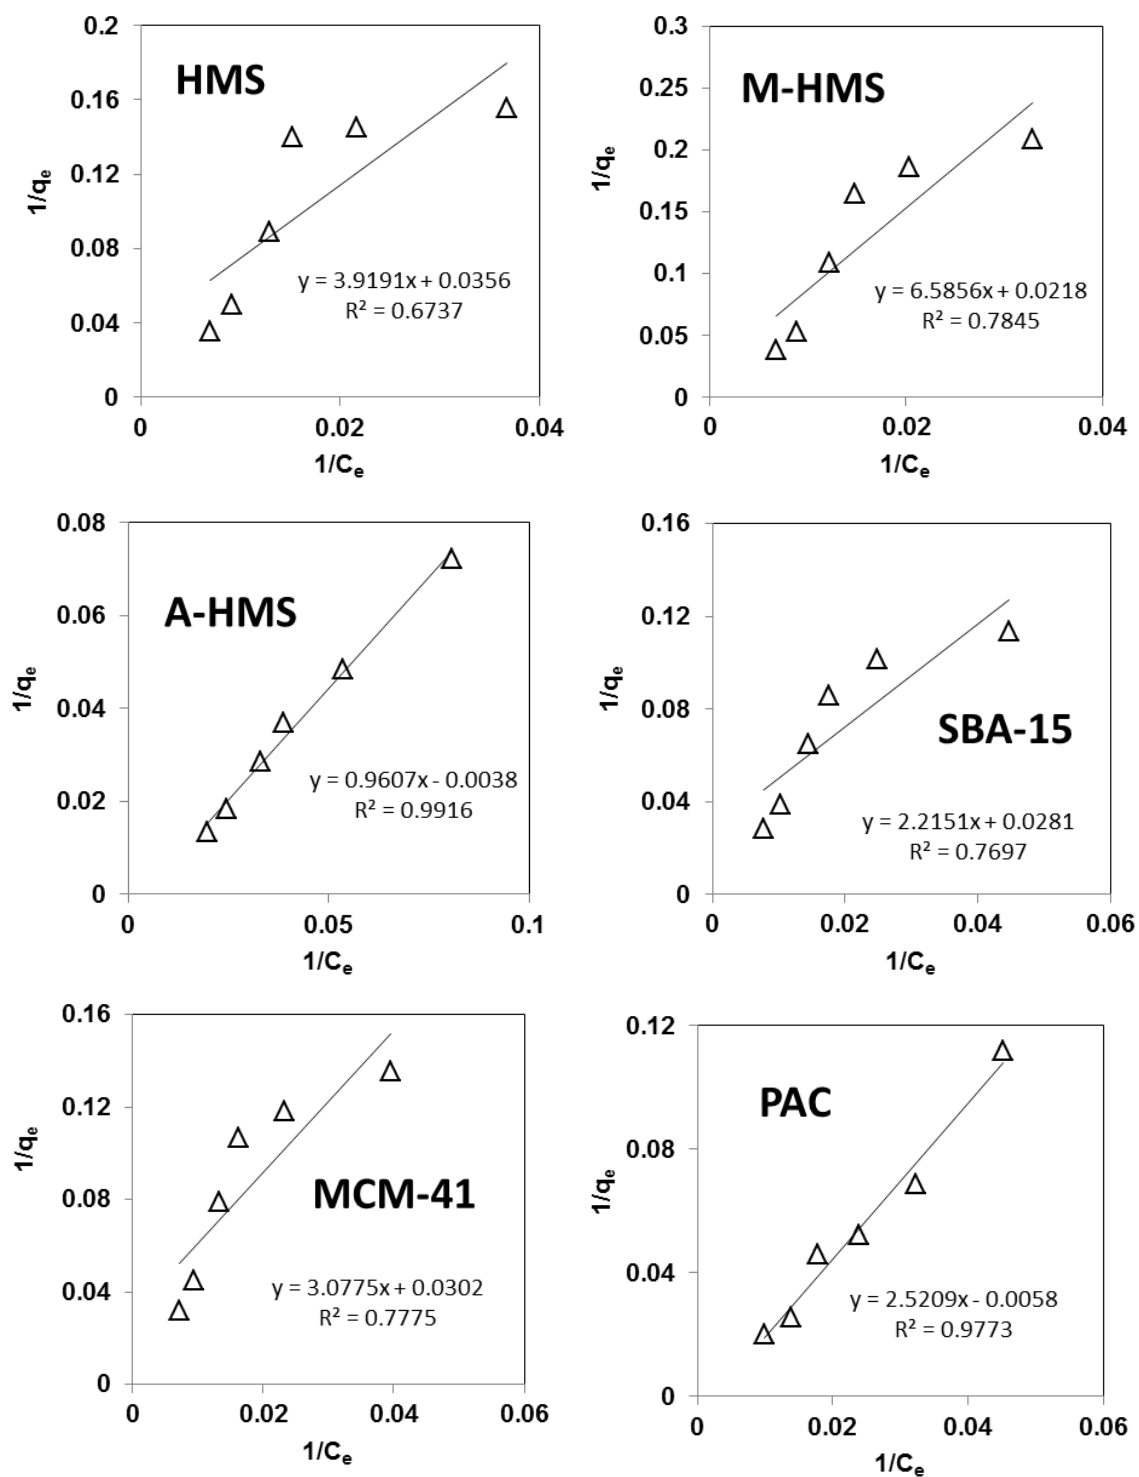 HMS
0.2
0.16
0.12
0.08
0.04
0
1/qₑ
y = 3.9191x + 0.0356
R² = 0.6737
0 0.02 0.04
1/Cₑ
M-HMS
0.3
0.25
0.2
0.15
0.1
0.05
0
1/qₑ
y = 6.5856x + 0.0218
R² = 0.7845
0 0.02 0.04
1/Cₑ
A-HMS
0.08
0.06
0.04
0.02
0
1/qₑ
y = 0.9607x - 0.0038
R² = 0.9916
0 0.05 0.1
1/Cₑ
0.16
0.12
0.08
0.04
0
1/qₑ
SBA-15
y = 2.2151x + 0.0281
R² = 0.7697
0 0.02 0.04 0.06
1/Cₑ
0.16
0.12
0.08
0.04
0
1/qₑ
MCM-41
y = 3.0775x + 0.0302
R² = 0.7775
0 0.02 0.04 0.06
1/Cₑ
PAC
0.12
0.08
0.04
0
1/qₑ
y = 2.5209x - 0.0058
R² = 0.9773
0 0.02 0.04 0.06
1/Cₑ